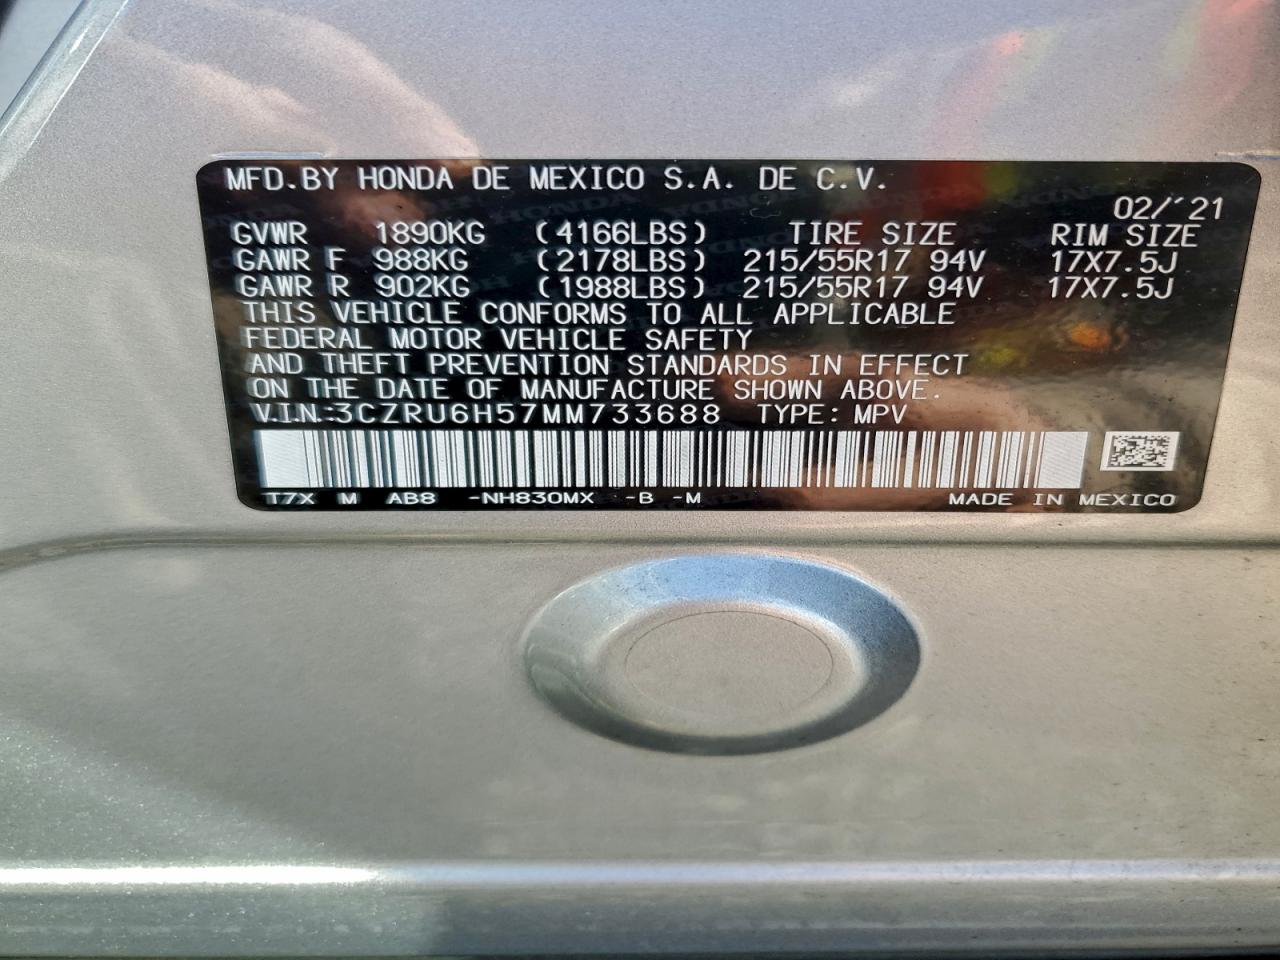 MFD.BY HONDA DE MEXICO S.A. DE C.V.
02/'21
GVWR 1890KG (4166LBS) TIRE SIZE RIM SIZE
GAWR F 988KG (2178LBS) 215/55R17 94V 17X7.5J
GAWR R 902KG (1988LBS) 215/55R17 94V 17X7.5J
THIS VEHICLE CONFORMS TO ALL APPLICABLE
FEDERAL MOTOR VEHICLE SAFETY
AND THEFT PREVENTION STANDARDS IN EFFECT
ON THE DATE OF MANUFACTURE SHOWN ABOVE.
V.I.N.:3CZRU6H57MM733688 TYPE: MPV
T7X M AB8 -NH830MX -B -M MADE IN MEXICO